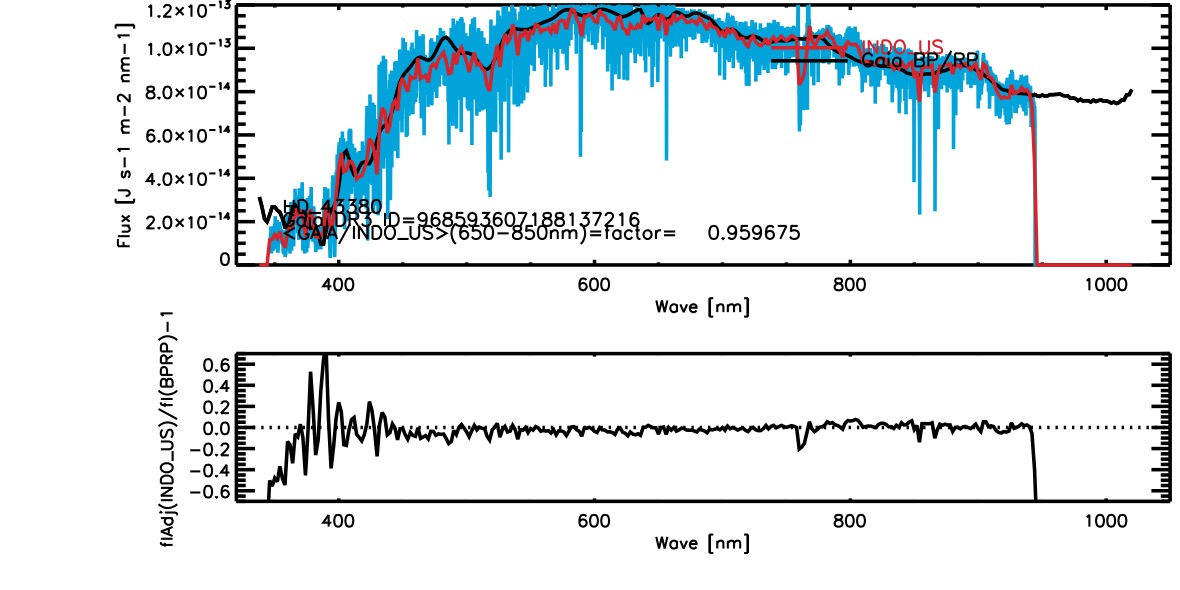 1.2×10⁻¹³
1.0×10⁻¹³
8.0×10⁻¹⁴
6.0×10⁻¹⁴
4.0×10⁻¹⁴
2.0×10⁻¹⁴
0
Flux [J s−1 m−2 nm−1]
INDO_US
Gaia BP/RP
HD_43380
Gaia DR3 ID=968593607188137216
<GAIA/INDO_US>(650−850nm)=factor= 0.959675
400 600 800 1000
Wave [nm]
0.6
0.4
0.2
0.0
−0.2
−0.4
−0.6
flAdj(INDO_US)/fl(BPRP)−1
400 600 800 1000
Wave [nm]